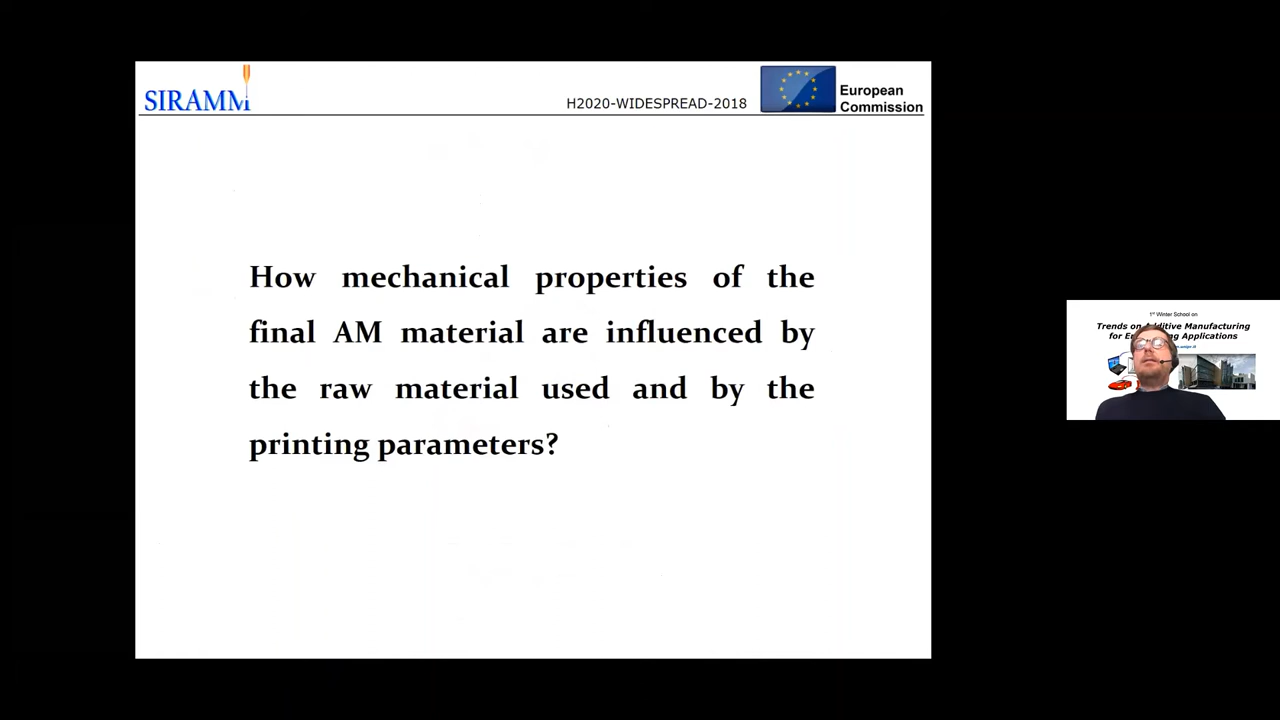 SIRAMM
H2020-WIDESPREAD-2018
European
Commission
How mechanical properties of the
final AM material are influenced by
the raw material used and by the
printing parameters?
1st Winter School on
Trends on Additive Manufacturing
for Engineering Applications